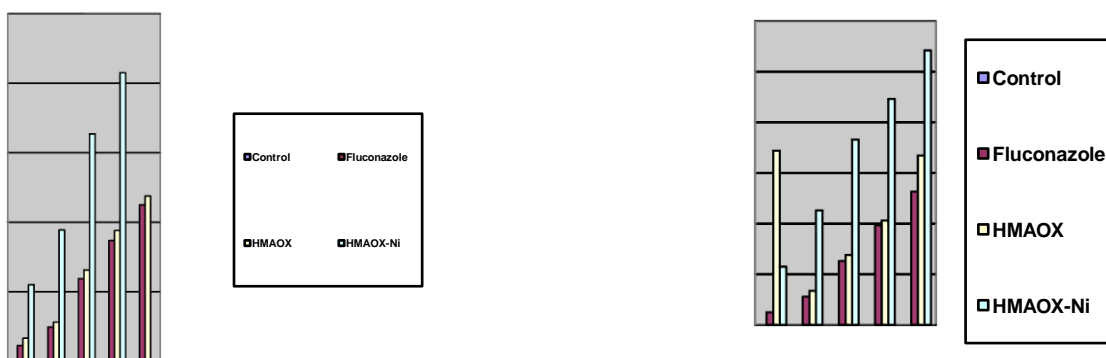 Control Fluconazole
HMAOX HMAOX-Ni
Control
Fluconazole
HMAOX
HMAOX-Ni